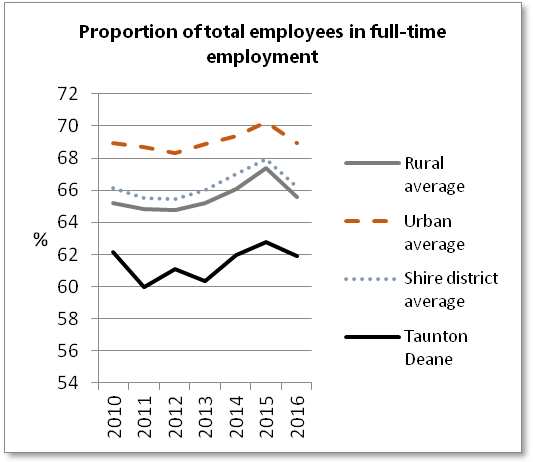 Proportion of total employees in full-time
employment
72
70
68
66
64
62
60
58
56
54
%
2010
2011
2012
2013
2014
2015
2016
Rural
average
Urban
average
Shire district
average
Taunton
Deane